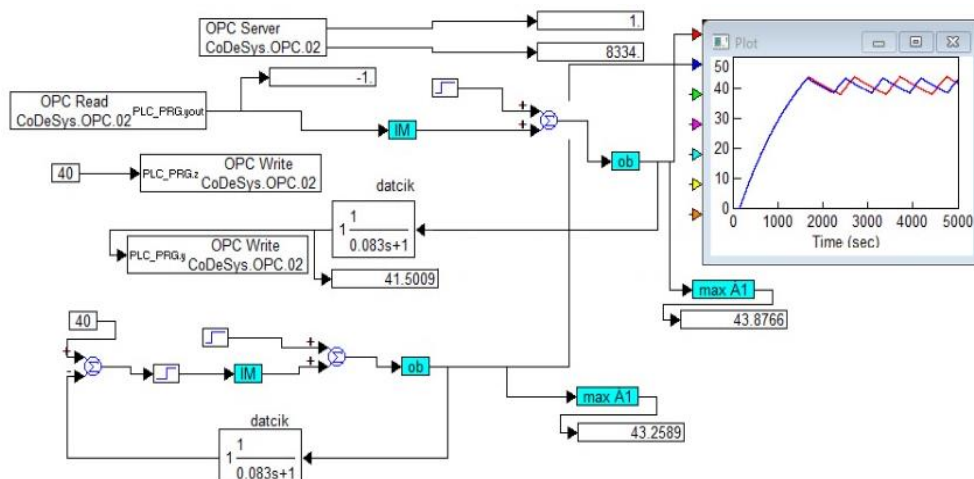 OPC Server
CoDeSys.OPC.02
1.
8334.
-1.
OPC Read
CoDeSys.OPC.02
PLC_PRG.yout
IM
Σ
ob
40
PLC_PRG.z
OPC Write
CoDeSys.OPC.02
datcik
1
1
0.083s+1
PLC_PRG.y
OPC Write
CoDeSys.OPC.02
41.5009
Plot
50
40
30
20
10
0
0 1000 2000 3000 4000 5000
Time (sec)
max A1
43.8766
40
Σ
IM
Σ
ob
max A1
43.2589
datcik
1
1
0.083s+1